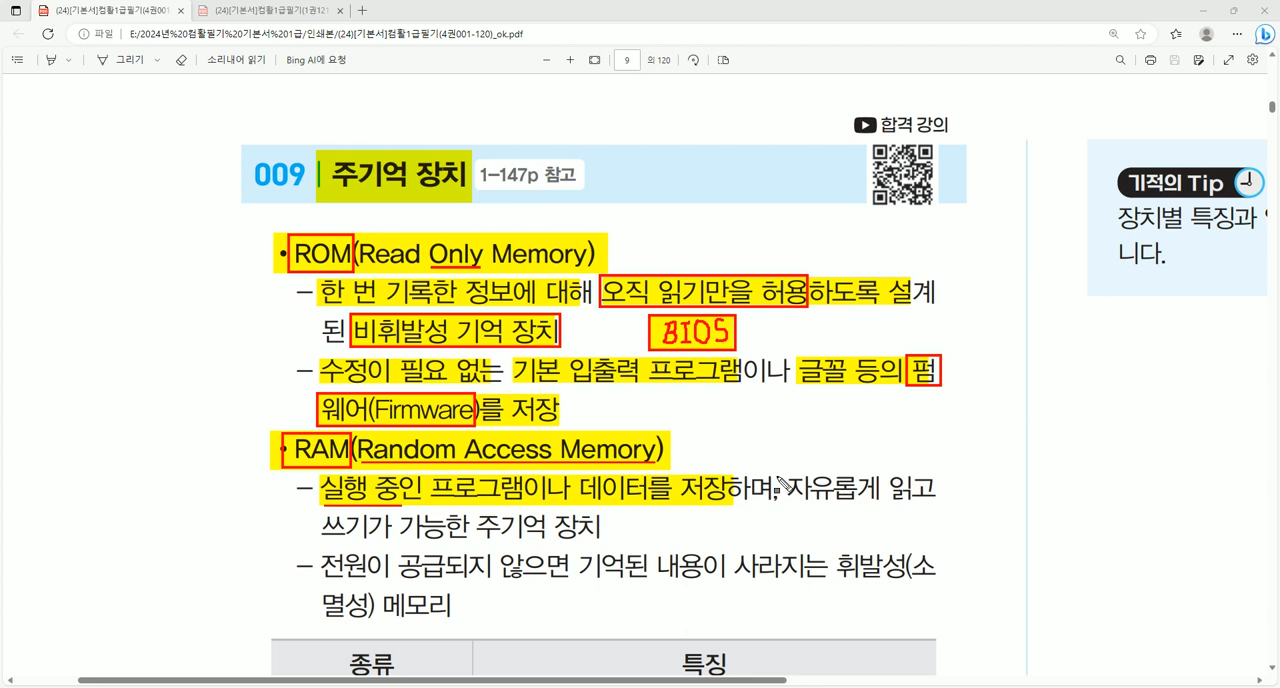 (24)[기본서]컴활1급필기(4권001
(24)[기본서]컴활1급필기(1권121
파일 E:/2024년%20컴활필기%20기본서%201급/인쇄본/(24)[기본서]컴활1급필기(4권001-120)_ok.pdf
그리기 소리내어 읽기 Bing AI에 요청 9 의 120
합격 강의
009 주기억 장치 1-147p 참고
기적의 Tip
장치별 특징과
니다.
• ROM(Read Only Memory)
– 한 번 기록한 정보에 대해 오직 읽기만을 허용하도록 설계
된 비휘발성 기억 장치 BIOS
– 수정이 필요 없는 기본 입출력 프로그램이나 글꼴 등의 펌
웨어(Firmware)를 저장
• RAM(Random Access Memory)
– 실행 중인 프로그램이나 데이터를 저장하며, 자유롭게 읽고
쓰기가 가능한 주기억 장치
– 전원이 공급되지 않으면 기억된 내용이 사라지는 휘발성(소
멸성) 메모리
종류 특징